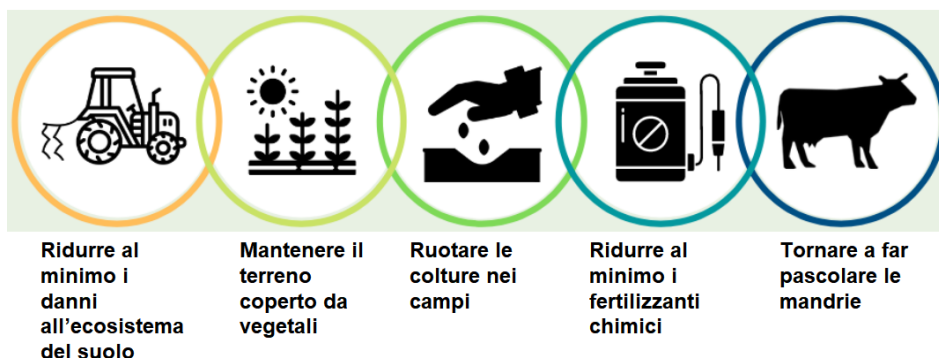 Ridurre al
minimo i
danni
all’ecosistema
del suolo
Mantenere il
terreno
coperto da
vegetali
Ruotare le
colture nei
campi
Ridurre al
minimo i
fertilizzanti
chimici
Tornare a far
pascolare le
mandrie